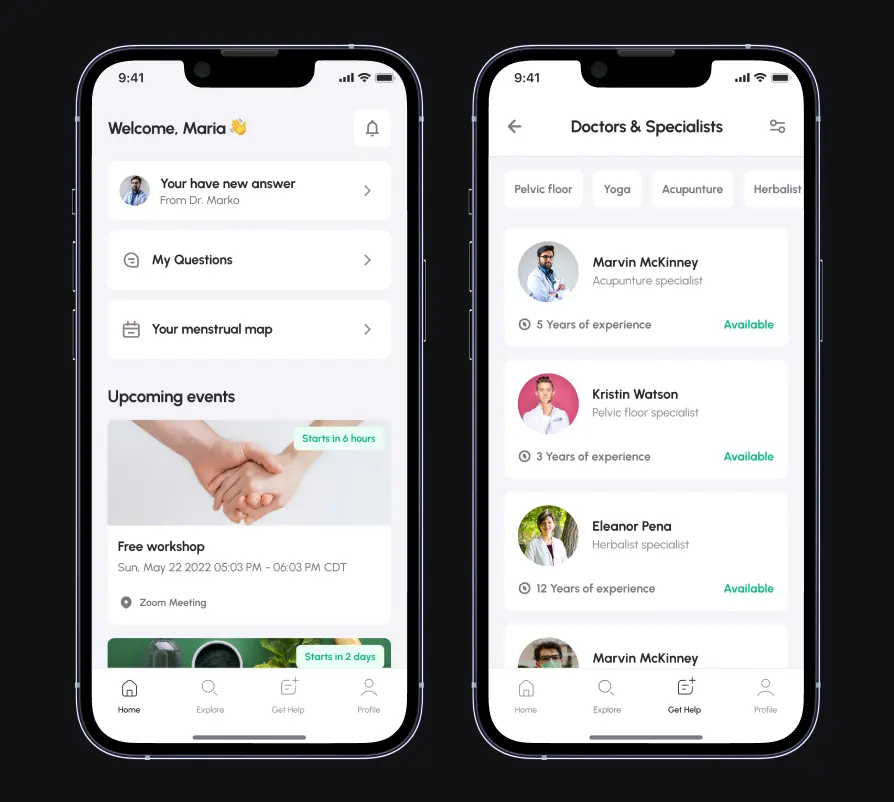 9:41
Welcome, Maria 👋
Your have new answer
From Dr. Marko
My Questions
Your menstrual map
Upcoming events
Starts in 6 hours
Free workshop
Sun, May 22 2022 05:03 PM - 06:03 PM CDT
Zoom Meeting
Starts in 2 days
Home
Explore
Get Help
Profile
9:41
Doctors & Specialists
Pelvic floor
Yoga
Acupunture
Herbalist
Marvin McKinney
Acupunture specialist
5 Years of experience
Available
Kristin Watson
Pelvic floor specialist
3 Years of experience
Available
Eleanor Pena
Herbalist specialist
12 Years of experience
Available
Marvin McKinney
Home
Explore
Get Help
Profile